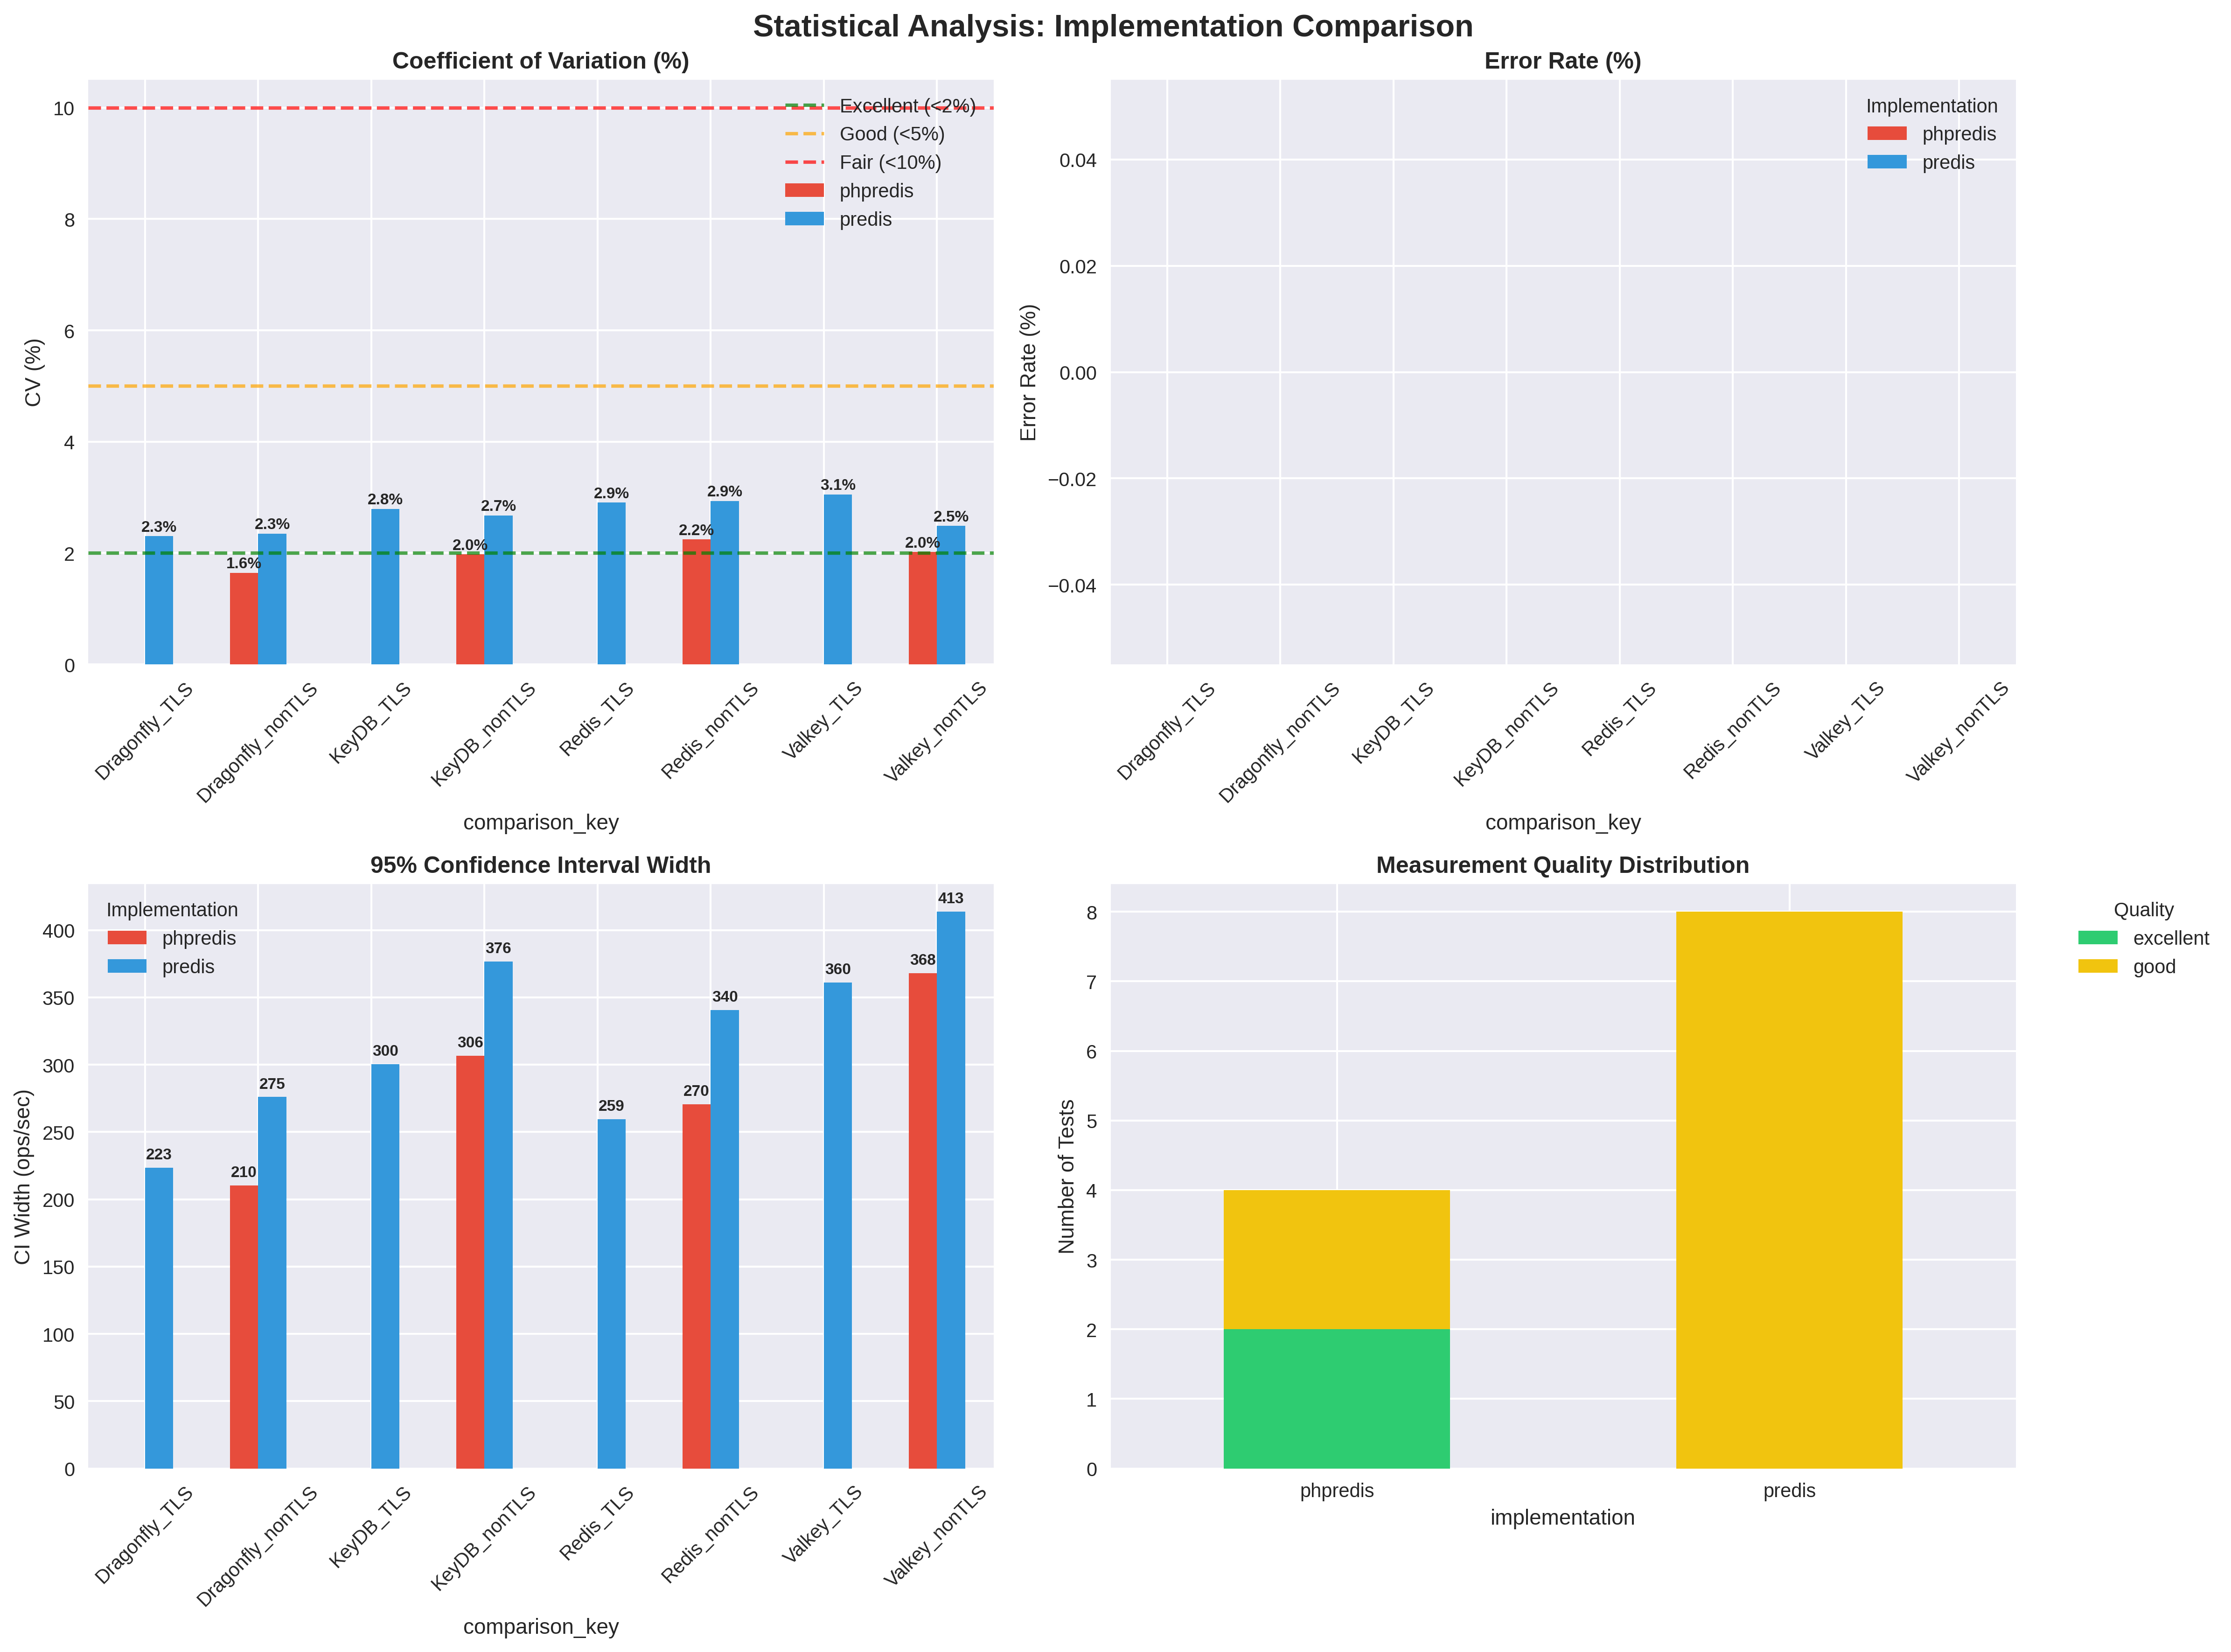 Statistical Analysis: Implementation Comparison
Coefficient of Variation (%)
CV (%)
10
8
6
4
2
0
Excellent (<2%)
Good (<5%)
Fair (<10%)
phpredis
predis
2.3%
1.6%
2.3%
2.8%
2.0%
2.7%
2.9%
2.2%
2.9%
3.1%
2.0%
2.5%
Dragonfly_TLS
Dragonfly_nonTLS
KeyDB_TLS
KeyDB_nonTLS
Redis_TLS
Redis_nonTLS
Valkey_TLS
Valkey_nonTLS
comparison_key
Error Rate (%)
Error Rate (%)
0.04
0.02
0.00
−0.02
−0.04
Implementation
phpredis
predis
Dragonfly_TLS
Dragonfly_nonTLS
KeyDB_TLS
KeyDB_nonTLS
Redis_TLS
Redis_nonTLS
Valkey_TLS
Valkey_nonTLS
comparison_key
95% Confidence Interval Width
CI Width (ops/sec)
400
350
300
250
200
150
100
50
0
Implementation
phpredis
predis
223
210
275
300
306
376
259
270
340
360
368
413
Dragonfly_TLS
Dragonfly_nonTLS
KeyDB_TLS
KeyDB_nonTLS
Redis_TLS
Redis_nonTLS
Valkey_TLS
Valkey_nonTLS
comparison_key
Measurement Quality Distribution
Number of Tests
8
7
6
5
4
3
2
1
0
phpredis
predis
implementation
Quality
excellent
good